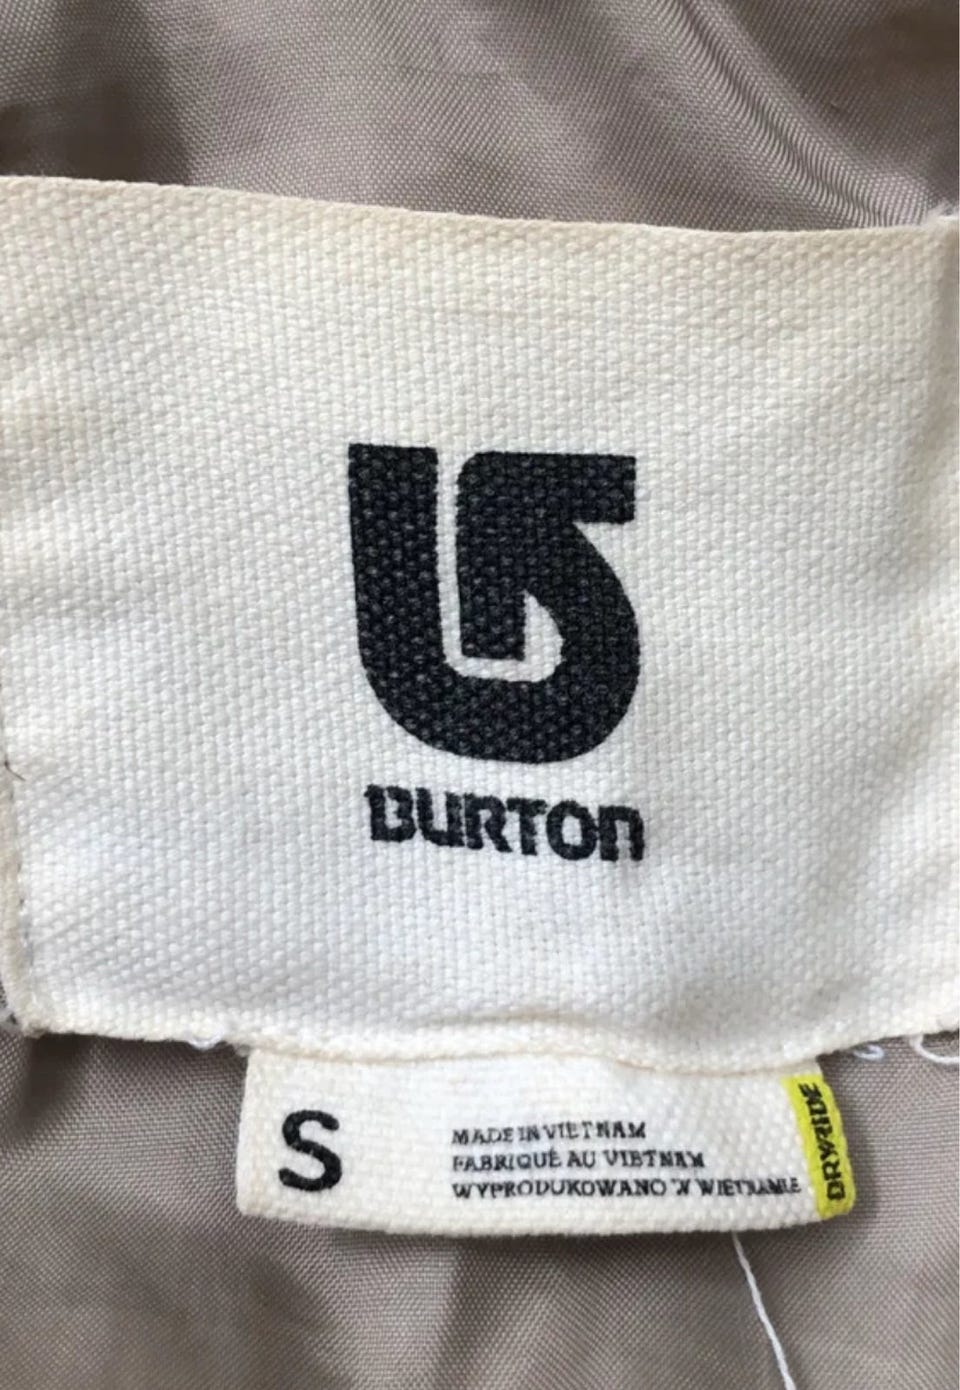 BURTON
S
MADE IN VIETNAM
FABRIQUÉ AU VIETNAM
WYPRODUKOWANO W WIETNAMIE
DRYRIDE